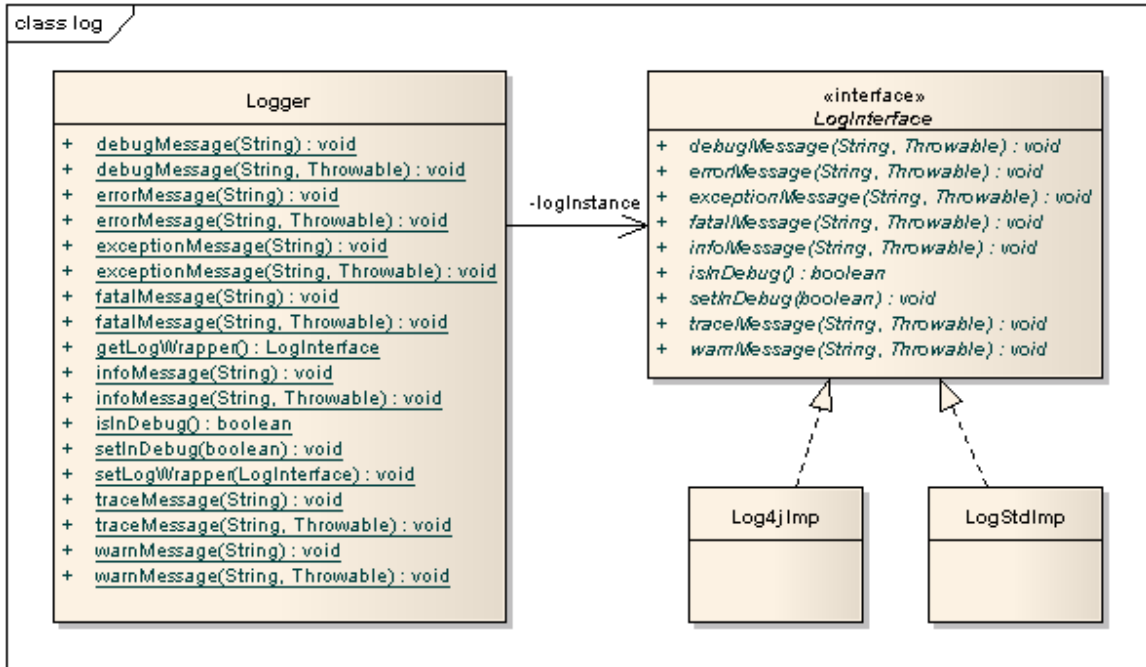 class log
Logger
+ debugMessage(String) : void
+ debugMessage(String, Throwable) : void
+ errorMessage(String) : void
+ errorMessage(String, Throwable) : void
+ exceptionMessage(String) : void
+ exceptionMessage(String, Throwable) : void
+ fatalMessage(String) : void
+ fatalMessage(String, Throwable) : void
+ getLogWrapper() : LogInterface
+ infoMessage(String) : void
+ infoMessage(String, Throwable) : void
+ isInDebug() : boolean
+ setInDebug(boolean) : void
+ setLogWrapper(LogInterface) : void
+ traceMessage(String) : void
+ traceMessage(String, Throwable) : void
+ warnMessage(String) : void
+ warnMessage(String, Throwable) : void
-logInstance
«interface»
LogInterface
+ debugMessage(String, Throwable) : void
+ errorMessage(String, Throwable) : void
+ exceptionMessage(String, Throwable) : void
+ fatalMessage(String, Throwable) : void
+ infoMessage(String, Throwable) : void
+ isInDebug() : boolean
+ setInDebug(boolean) : void
+ traceMessage(String, Throwable) : void
+ warnMessage(String, Throwable) : void
Log4jImp
LogStdImp